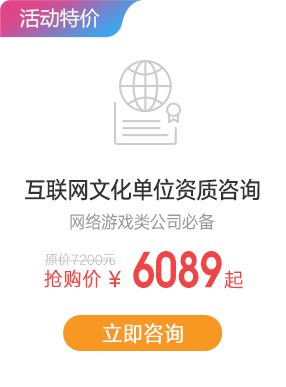 活动特价
互联网文化单位资质咨询
网络游戏类公司必备
原价7200元
抢购价 ¥ 6089起
立即咨询